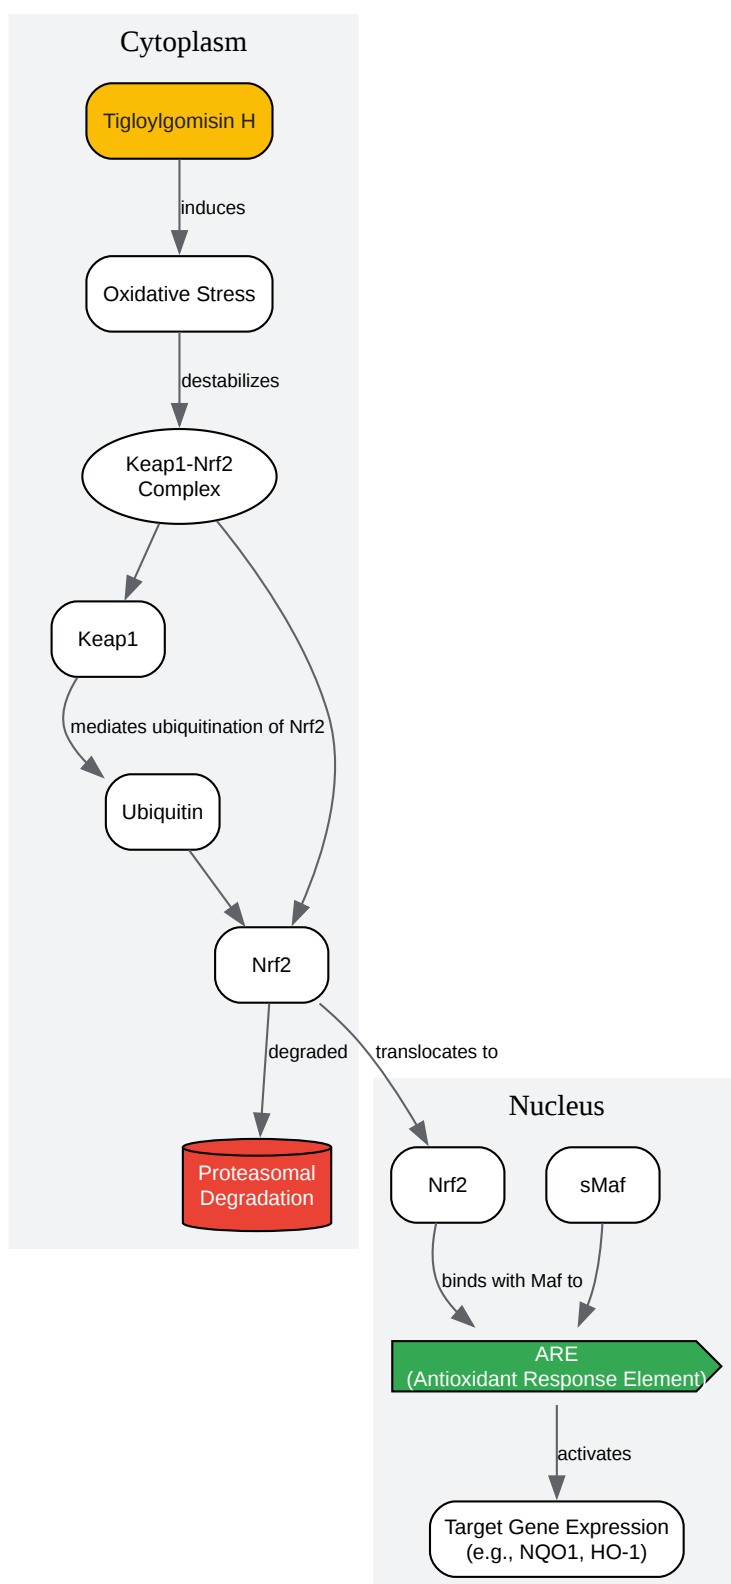 Cytoplasm
Tigloylgomisin H
induces
Oxidative Stress
destabilizes
Keap1-Nrf2
Complex
Keap1
mediates ubiquitination of Nrf2
Ubiquitin
Nrf2
degraded
translocates to
Proteasomal
Degradation
Nucleus
Nrf2
sMaf
binds with Maf to
ARE
(Antioxidant Response Element)
activates
Target Gene Expression
(e.g., NQO1, HO-1)